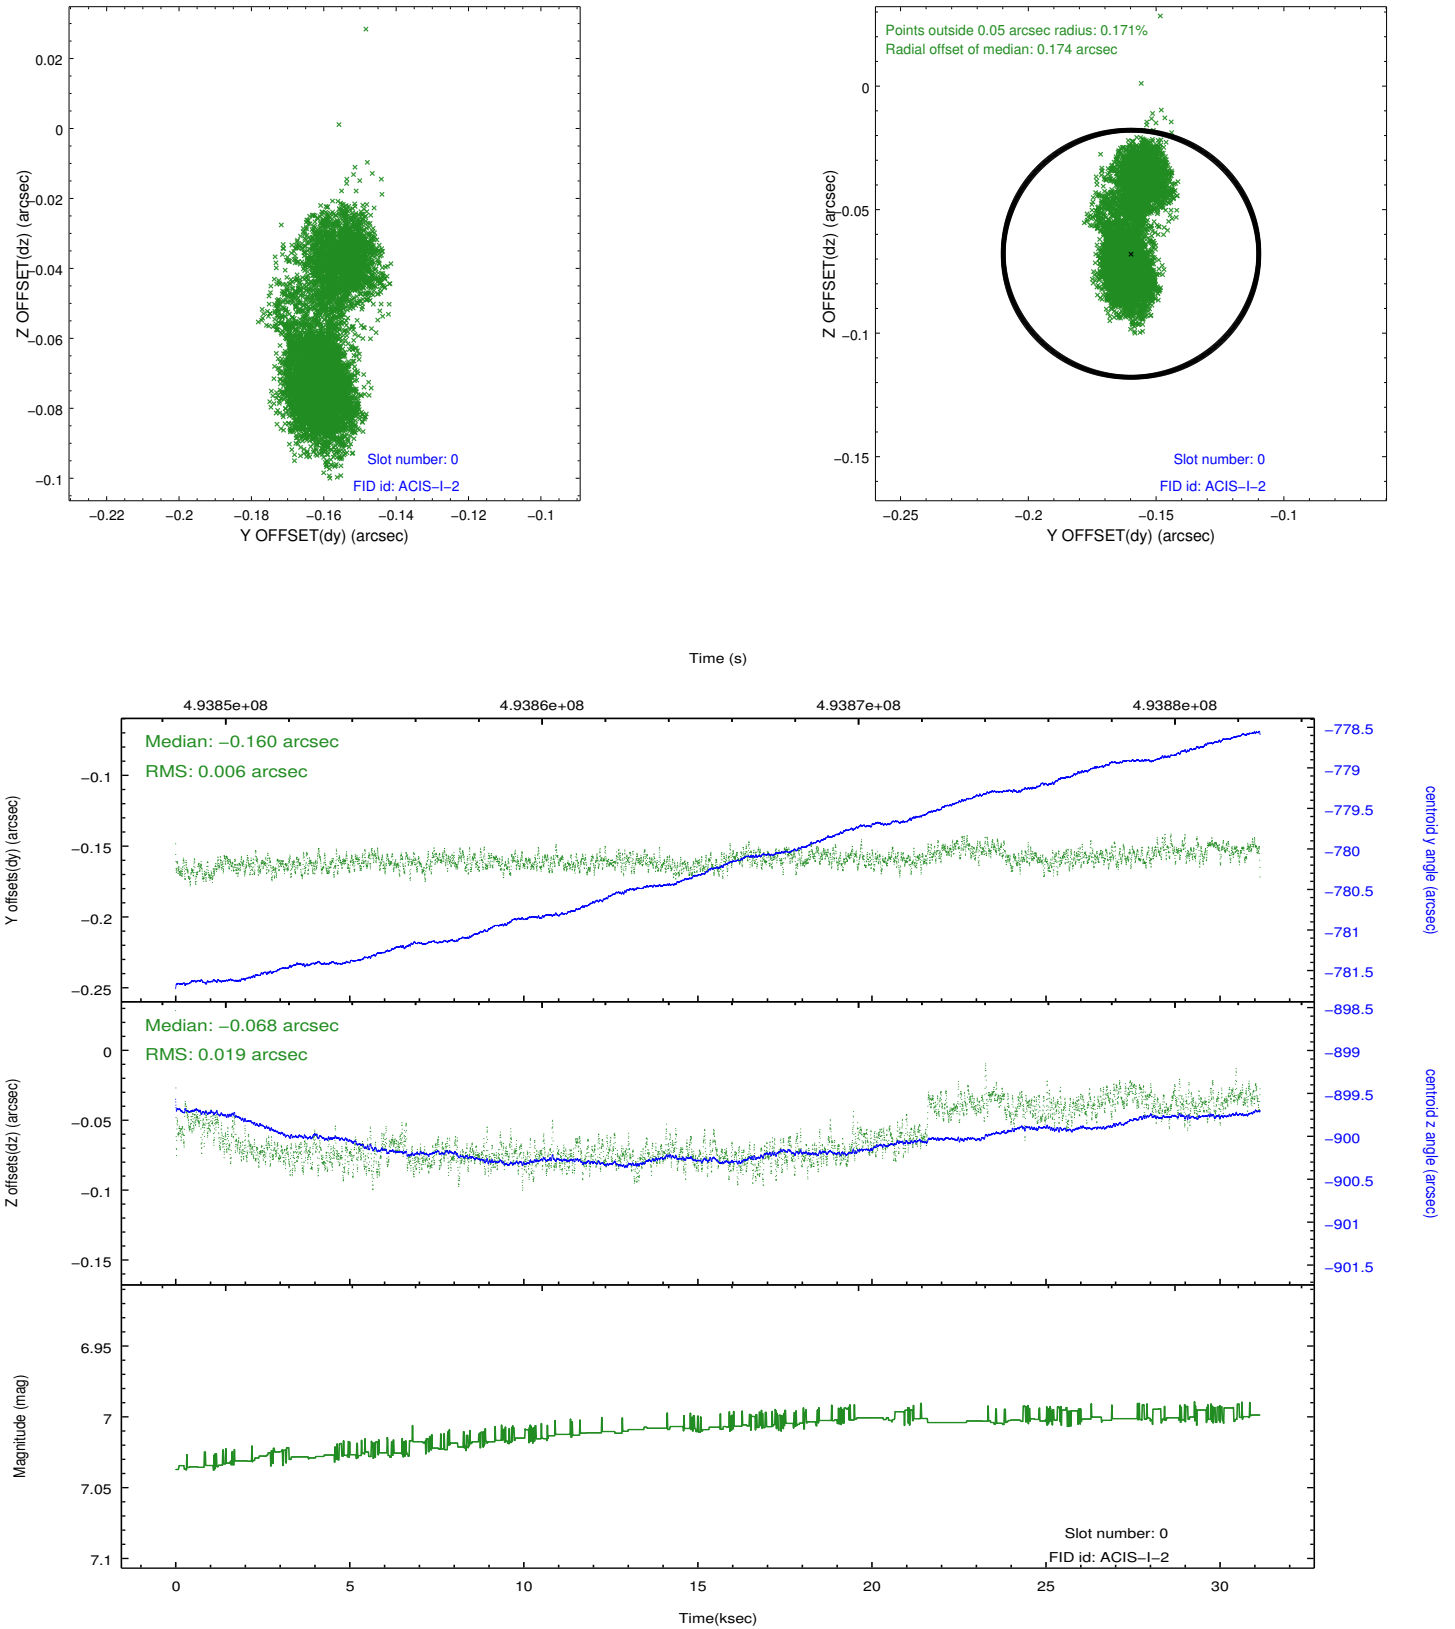 0.02
0
−0.02
−0.04
−0.06
−0.08
−0.1
Z OFFSET(dz) (arcsec)
Slot number: 0
FID id: ACIS−I−2
−0.22 −0.2 −0.18 −0.16 −0.14 −0.12 −0.1
Y OFFSET(dy) (arcsec)
Points outside 0.05 arcsec radius: 0.171%
Radial offset of median: 0.174 arcsec
0
−0.05
−0.1
−0.15
Z OFFSET(dz) (arcsec)
Slot number: 0
FID id: ACIS−I−2
−0.25 −0.2 −0.15 −0.1
Y OFFSET(dy) (arcsec)
Time (s)
4.9385e+08 4.9386e+08 4.9387e+08 4.9388e+08
Median: −0.160 arcsec
RMS: 0.006 arcsec
−0.1
−0.15
−0.2
−0.25
Y offsets(dy) (arcsec)
−778.5
−779
−779.5
−780
−780.5
−781
−781.5
centroid y angle (arcsec)
Median: −0.068 arcsec
RMS: 0.019 arcsec
0
−0.05
−0.1
−0.15
Z offsets(dz) (arcsec)
−898.5
−899
−899.5
−900
−900.5
−901
−901.5
centroid z angle (arcsec)
6.95
7
7.05
7.1
Magnitude (mag)
Slot number: 0
FID id: ACIS−I−2
0 5 10 15 20 25 30
Time(ksec)